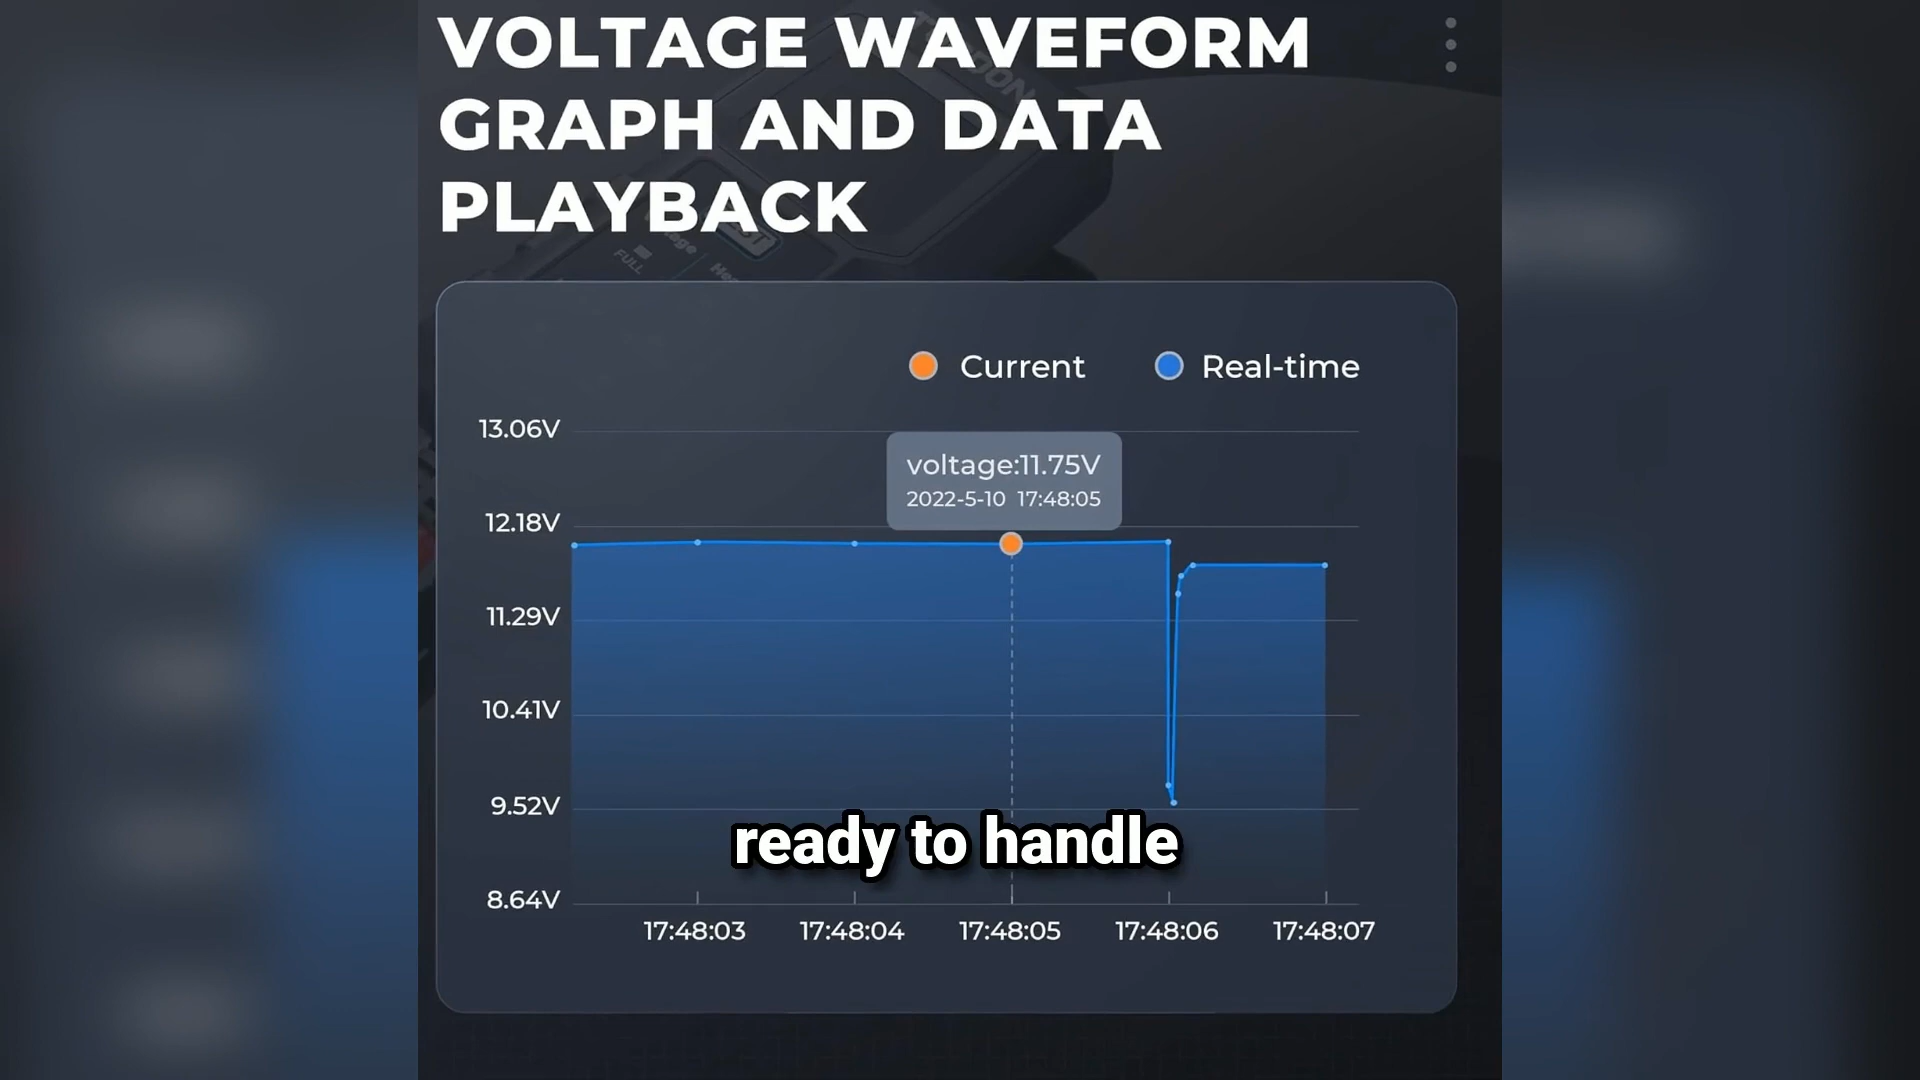 VOLTAGE WAVEFORM
GRAPH AND DATA
PLAYBACK
FULL
Current
Real-time
13.06V
voltage:11.75V
2022-5-10 17:48:05
12.18V
11.29V
10.41V
9.52V
ready to handle
8.64V
17:48:03
17:48:04
17:48:05
17:48:06
17:48:07